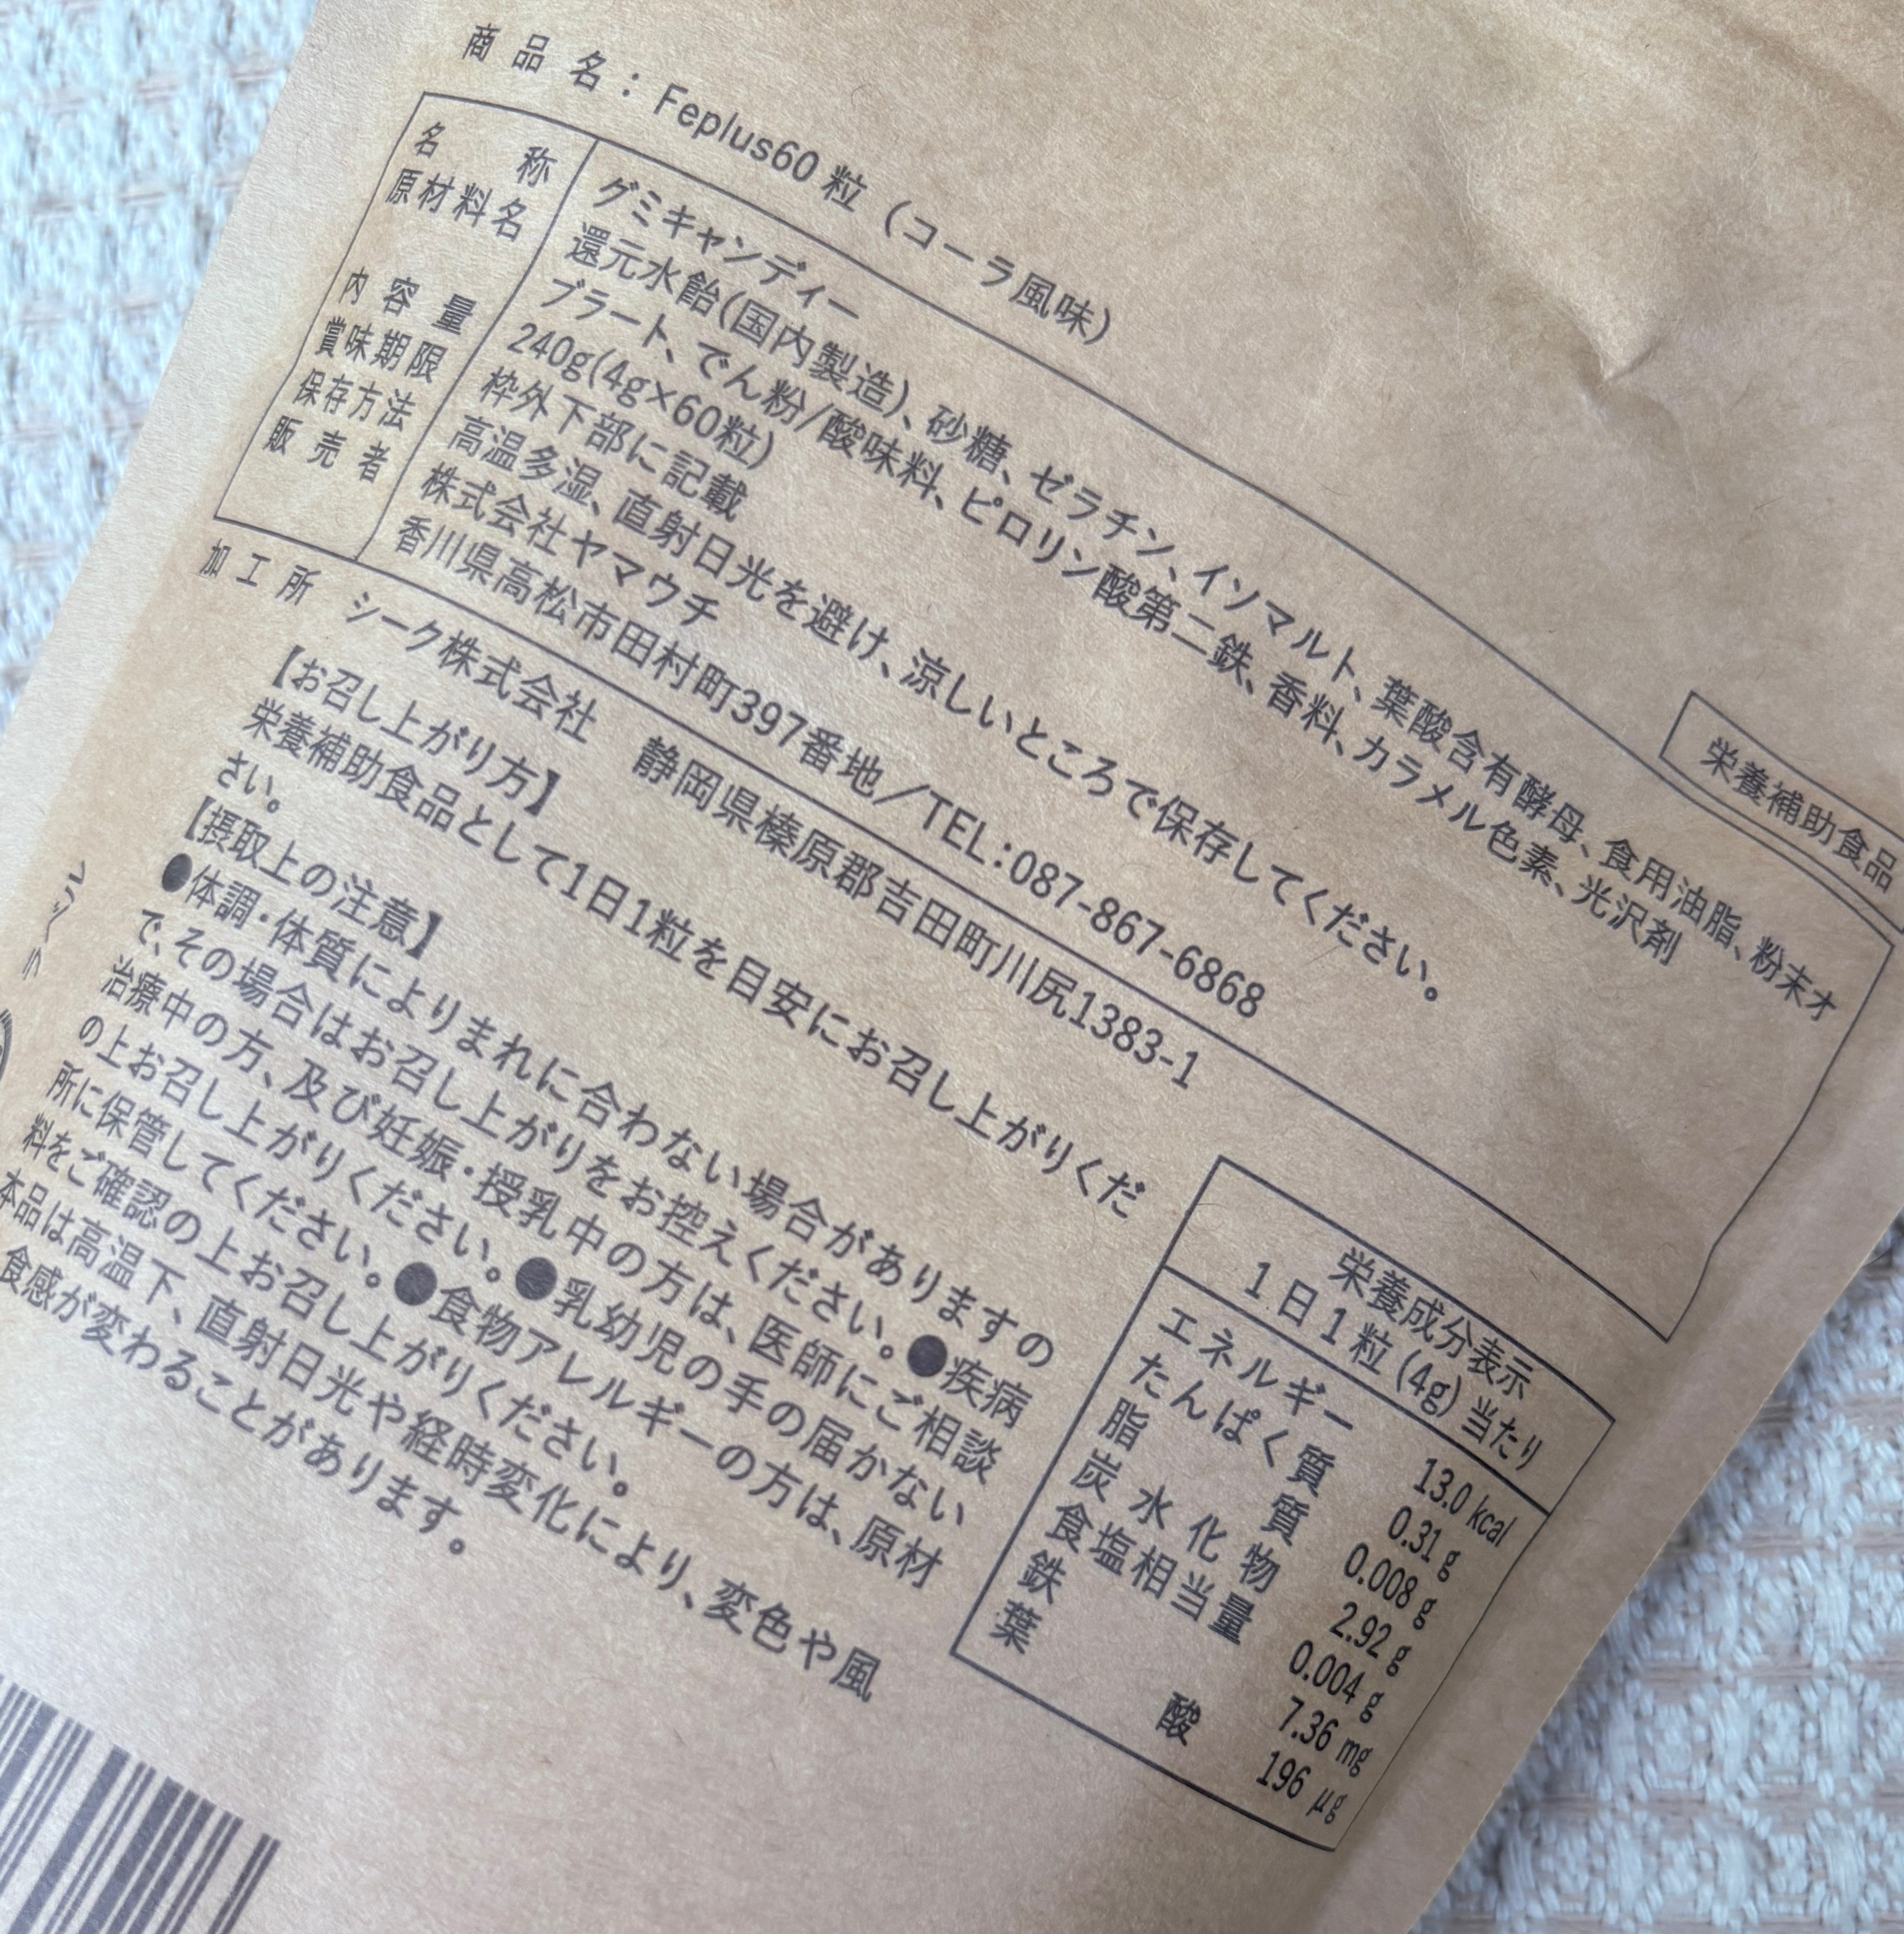 商品名：Feplus60粒（コーラ風味）
栄養補助食品
名称 グミキャンディー
原材料名 還元水飴(国内製造)、砂糖、ゼラチン、イソマルト、葉酸含有酵母、食用油脂、粉末オ
ブラート、でん粉/酸味料、ピロリン酸第二鉄、香料、カラメル色素、光沢剤
内容量 240g(4g×60粒)
賞味期限 枠外下部に記載
保存方法 高温多湿、直射日光を避け、涼しいところで保存してください。
販売者 株式会社ヤマウチ
香川県高松市田村町397番地／TEL:087-867-6868
加工所 シーク株式会社 静岡県榛原郡吉田町川尻1383-1
【お召し上がり方】
栄養補助食品として1日1粒を目安にお召し上がりくだ
さい。
【摂取上の注意】
●体調・体質によりまれに合わない場合がありますの
で、その場合はお召し上がりをお控えください。●疾病
治療中の方、及び妊娠・授乳中の方は、医師にご相談
の上お召し上がりください。●乳幼児の手の届かない
所に保管してください。●食物アレルギーの方は、原材
料をご確認の上お召し上がりください。
本品は高温下、直射日光や経時変化により、変色や風
食感が変わることがあります。
栄養成分表示
1日1粒(4g)当たり
エネルギー 13.0 kcal
たんぱく質 0.31 g
脂質 0.008 g
炭水化物 2.92 g
食塩相当量 0.004 g
鉄 7.36 mg
葉酸 196 μg
ラベル